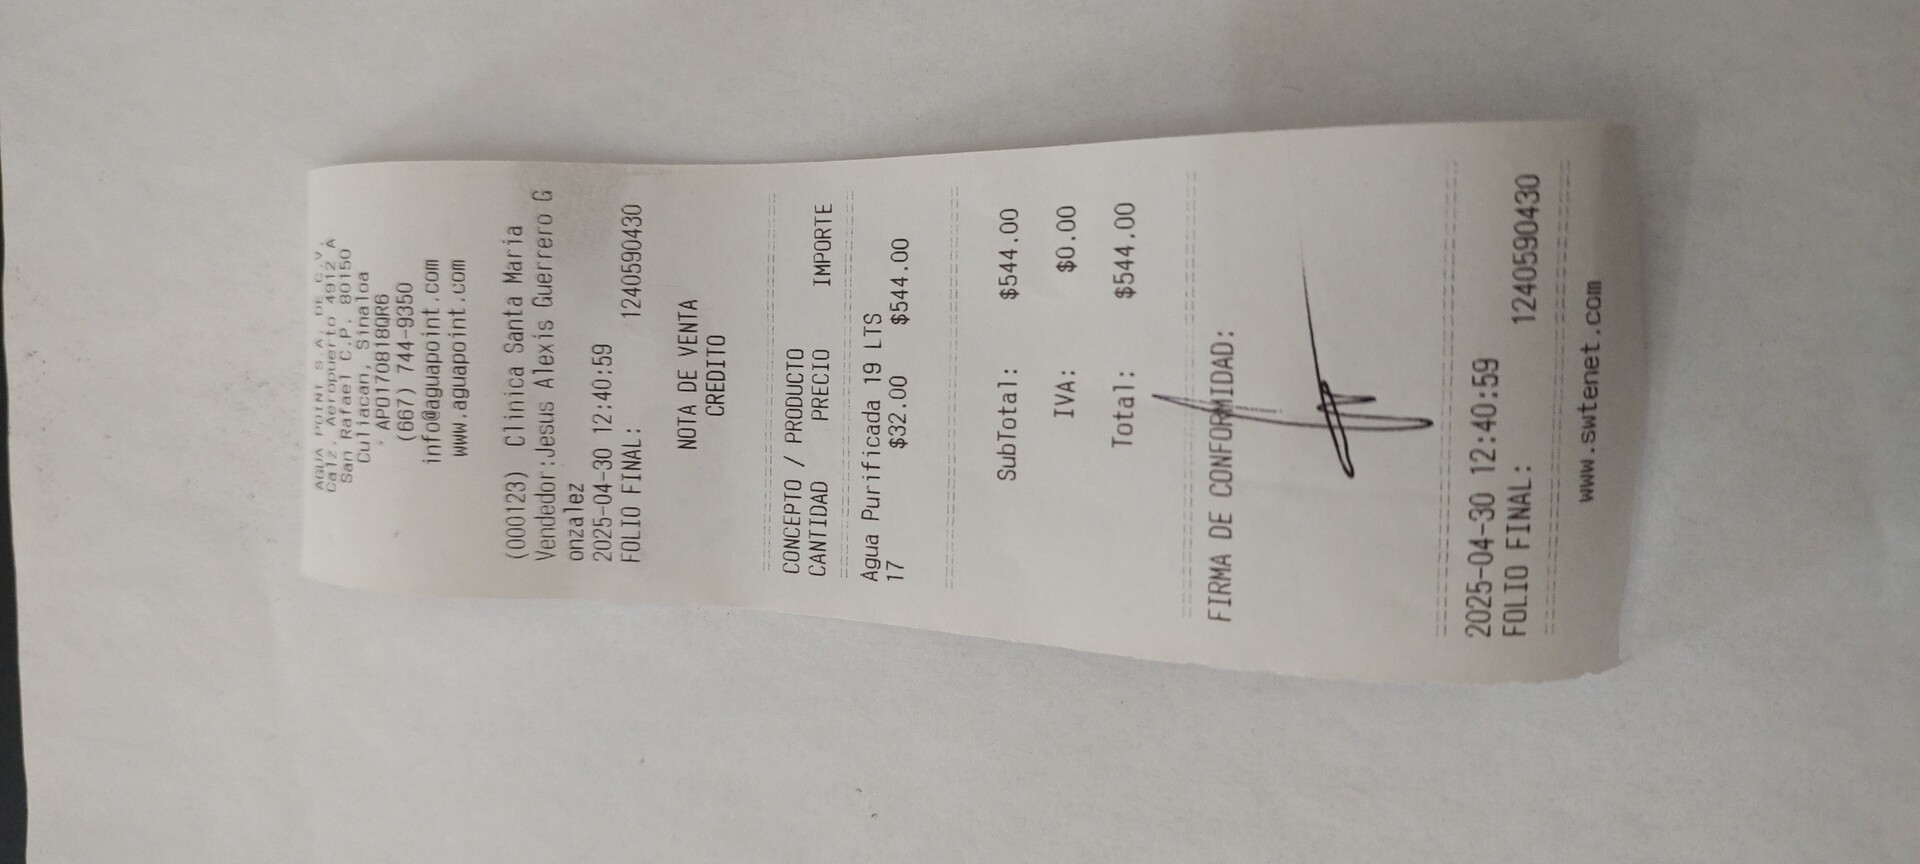 AGUA POINT S.A. DE C.V.
Calz. Aeropuerto 4912 A
San Rafael C.P. 80150
Culiacan, Sinaloa
APO170818QR6
(667) 744-9350
info@aguapoint.com
www.aguapoint.com
(000123) Clinica Santa Maria
Vendedor:Jesus Alexis Guerrero G
onzalez
2025-04-30 12:40:59
FOLIO FINAL: 1240590430
NOTA DE VENTA
CREDITO
CONCEPTO / PRODUCTO
CANTIDAD PRECIO IMPORTE
Agua Purificada 19 LTS
17 $32.00 $544.00
SubTotal: $544.00
IVA: $0.00
Total: $544.00
FIRMA DE CONFORMIDAD:
2025-04-30 12:40:59
FOLIO FINAL: 1240590430
www.swtenet.com